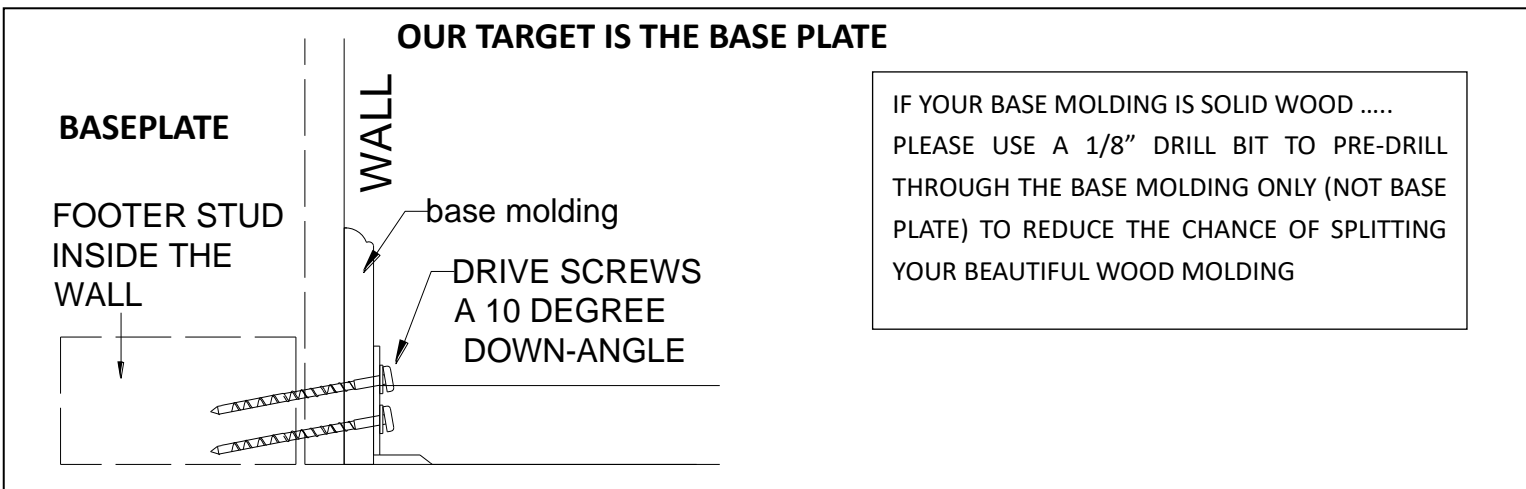 OUR TARGET IS THE BASE PLATE
BASEPLATE
FOOTER STUD
INSIDE THE
WALL
WALL
base molding
DRIVE SCREWS
A 10 DEGREE
DOWN-ANGLE
IF YOUR BASE MOLDING IS SOLID WOOD .....
PLEASE USE A 1/8” DRILL BIT TO PRE-DRILL
THROUGH THE BASE MOLDING ONLY (NOT BASE
PLATE) TO REDUCE THE CHANCE OF SPLITTING
YOUR BEAUTIFUL WOOD MOLDING